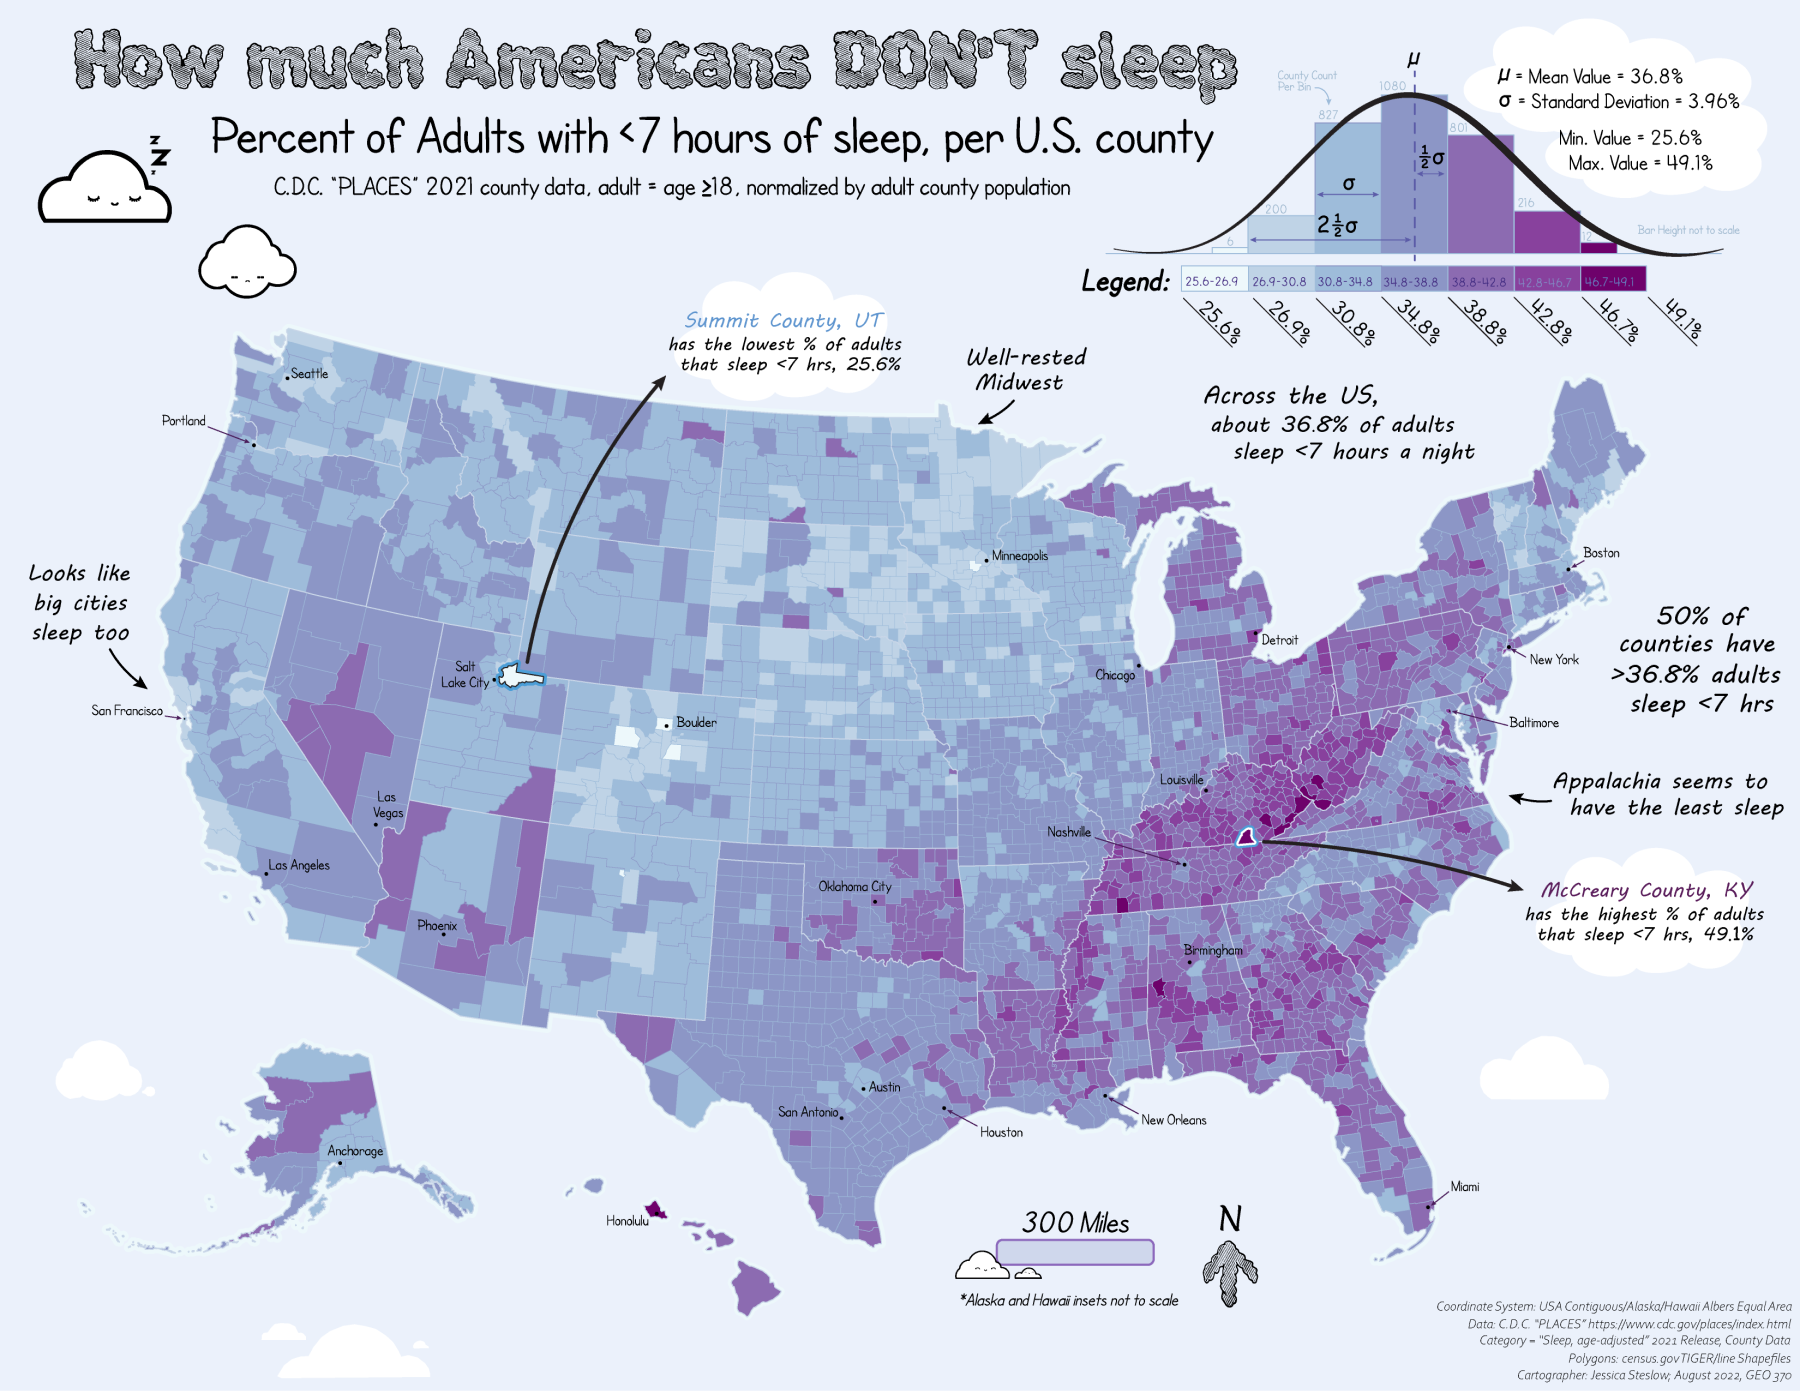 How much Americans DON'T sleep
Percent of Adults with <7 hours of sleep, per U.S. county
C.D.C. "PLACES" 2021 county data, adult = age ≥18, normalized by adult county population
z
z
z
μ
County Count
Per Bin
6
200
827
1080
801
216
12
σ
½σ
2½σ
Bar Height not to scale
μ = Mean Value = 36.8%
σ = Standard Deviation = 3.96%
Min. Value = 25.6%
Max. Value = 49.1%
Legend:
25.6-26.9
26.9-30.8
30.8-34.8
34.8-38.8
38.8-42.8
42.8-46.7
46.7-49.1
25.6%
26.9%
30.8%
34.8%
38.8%
42.8%
46.7%
49.1%
Summit County, UT
has the lowest % of adults
that sleep <7 hrs, 25.6%
Well-rested
Midwest
Across the US,
about 36.8% of adults
sleep <7 hours a night
Looks like
big cities
sleep too
50% of
counties have
>36.8% adults
sleep <7 hrs
Appalachia seems to
have the least sleep
McCreary County, KY
has the highest % of adults
that sleep <7 hrs, 49.1%
Seattle
Portland
Minneapolis
Boston
Detroit
New York
Chicago
Salt
Lake City
San Francisco
Boulder
Baltimore
Louisville
Las
Vegas
Nashville
Los Angeles
Oklahoma City
Phoenix
Birmingham
Austin
San Antonio
Houston
New Orleans
Anchorage
Miami
Honolulu
300 Miles
*Alaska and Hawaii insets not to scale
N
Coordinate System: USA Contiguous/Alaska/Hawaii Albers Equal Area
Data: C.D.C. "PLACES" https://www.cdc.gov/places/index.html
Category = "Sleep, age-adjusted" 2021 Release, County Data
Polygons: census.gov TIGER/line Shapefiles
Cartographer: Jessica Steslow; August 2022, GEO 370